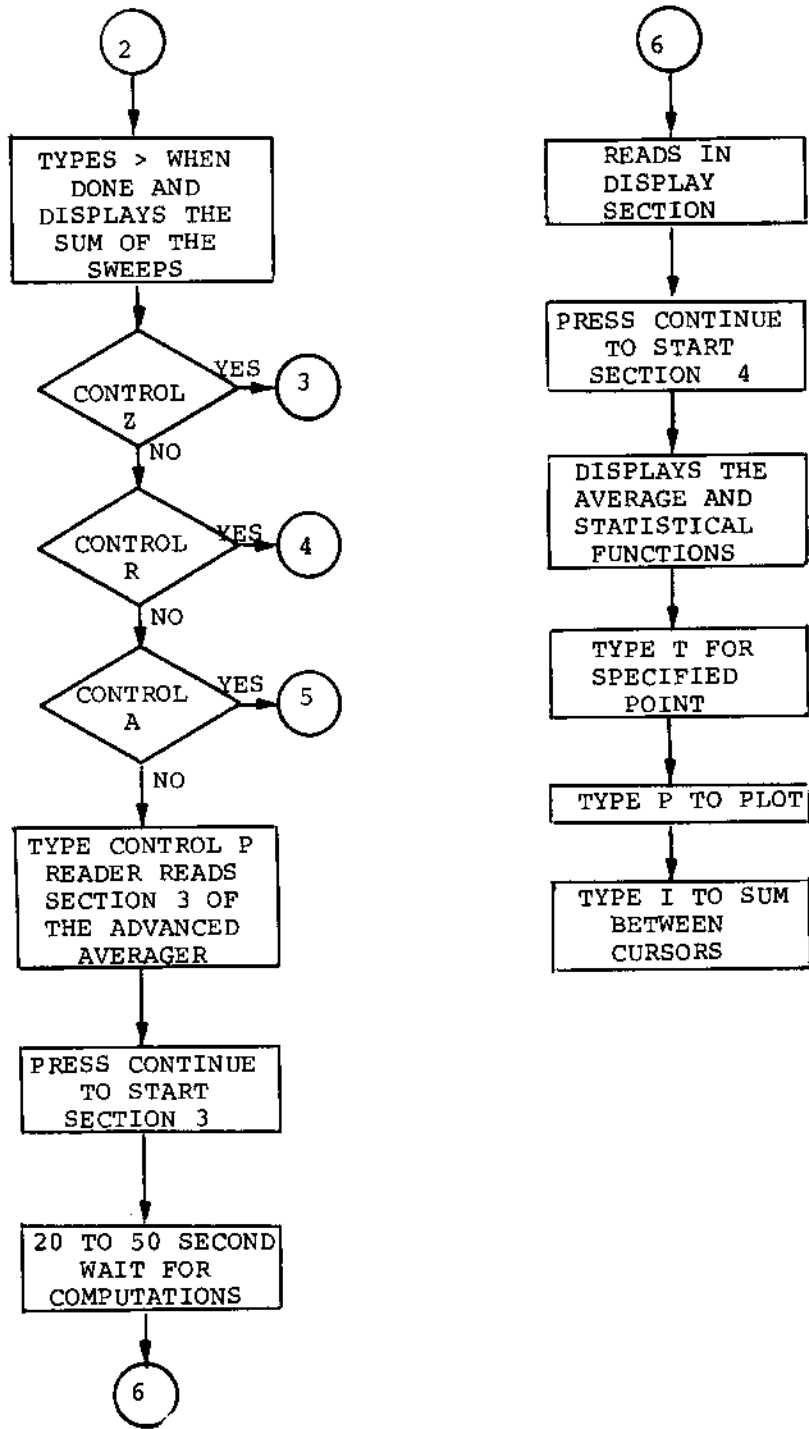 2
TYPES > WHEN
DONE AND
DISPLAYS THE
SUM OF THE
SWEEPS
CONTROL
Z
YES
3
NO
CONTROL
R
YES
4
NO
CONTROL
A
YES
5
NO
TYPE CONTROL P
READER READS
SECTION 3 OF
THE ADVANCED
AVERAGER
PRESS CONTINUE
TO START
SECTION 3
20 TO 50 SECOND
WAIT FOR
COMPUTATIONS
6
6
READS IN
DISPLAY
SECTION
PRESS CONTINUE
TO START
SECTION 4
DISPLAYS THE
AVERAGE AND
STATISTICAL
FUNCTIONS
TYPE T FOR
SPECIFIED
POINT
TYPE P TO PLOT
TYPE I TO SUM
BETWEEN
CURSORS